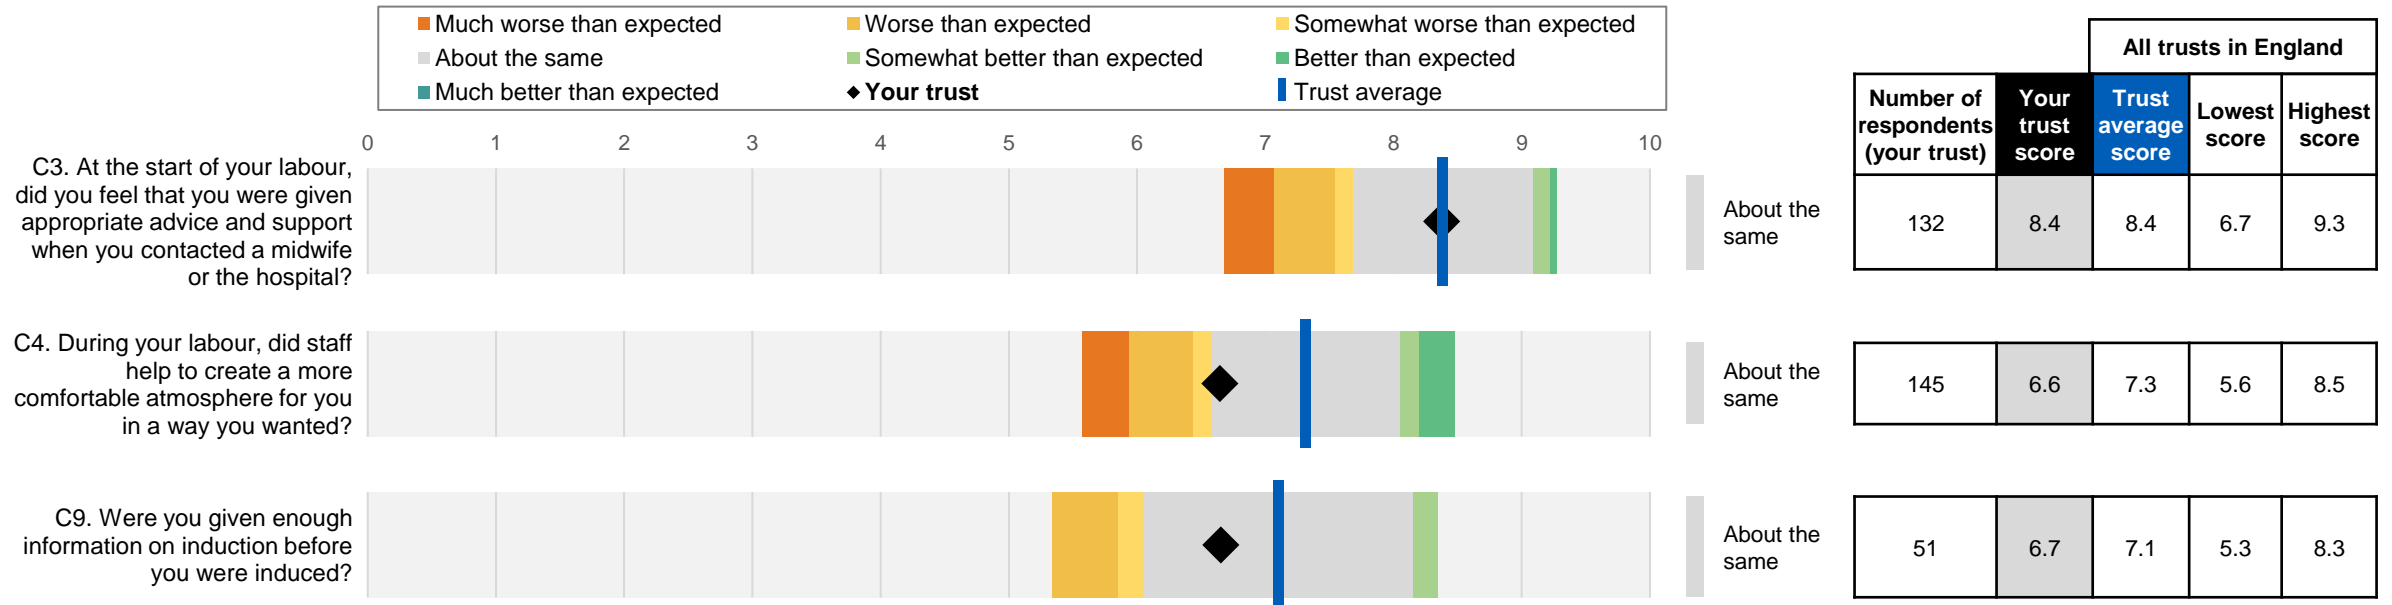 Much worse than expected
Worse than expected
Somewhat worse than expected
About the same
Somewhat better than expected
Better than expected
Much better than expected
Your trust
Trust average
All trusts in England
Number of
respondents
(your trust)
Your
trust
score
Trust
average
score
Lowest
score
Highest
score
0 1 2 3 4 5 6 7 8 9 10
C3. At the start of your labour,
did you feel that you were given
appropriate advice and support
when you contacted a midwife
or the hospital?
About the
same
132 8.4 8.4 6.7 9.3
C4. During your labour, did staff
help to create a more
comfortable atmosphere for you
in a way you wanted?
About the
same
145 6.6 7.3 5.6 8.5
C9. Were you given enough
information on induction before
you were induced?
About the
same
51 6.7 7.1 5.3 8.3